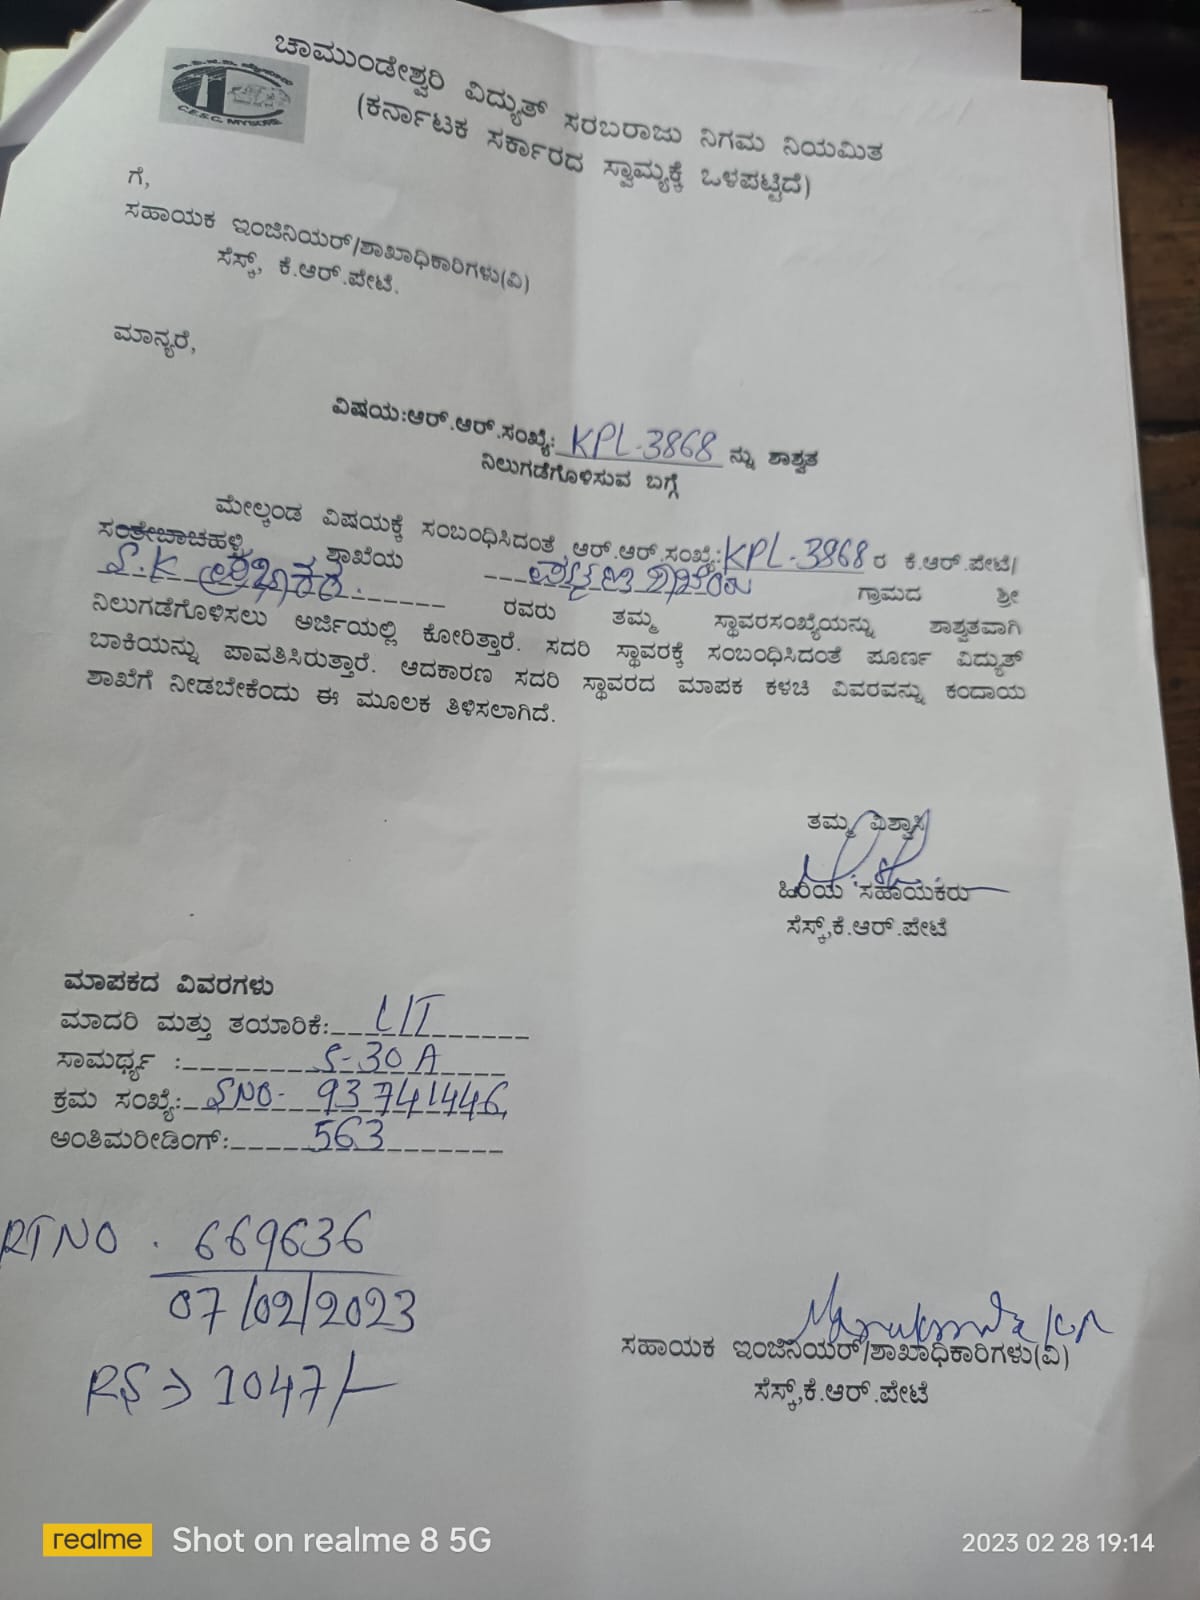 C.E.S.C. MYSORE
ಚಾಮುಂಡೇಶ್ವರಿ ವಿದ್ಯುತ್ ಸರಬರಾಜು ನಿಗಮ ನಿಯಮಿತ
(ಕರ್ನಾಟಕ ಸರ್ಕಾರದ ಸ್ವಾಮ್ಯಕ್ಕೆ ಒಳಪಟ್ಟಿದೆ)
ಗೆ,
ಸಹಾಯಕ ಇಂಜಿನಿಯರ್/ಶಾಖಾಧಿಕಾರಿಗಳು(ವಿ)
ಸೆಸ್ಕ್, ಕೆ.ಆರ್.ಪೇಟೆ.
ಮಾನ್ಯರೆ,
ವಿಷಯ:ಆರ್.ಆರ್.ಸಂಖ್ಯೆ: KPL-3868 ನ್ನು ಶಾಶ್ವತ
ನಿಲುಗಡೆಗೊಳಿಸುವ ಬಗ್ಗೆ
ಮೇಲ್ಕಂಡ ವಿಷಯಕ್ಕೆ ಸಂಬಂಧಿಸಿದಂತೆ ,ಆರ್.ಆರ್.ಸಂಖ್ಯೆ: KPL-3868 ರ ಕೆ.ಆರ್.ಪೇಟೆ/
ಸಂತೇಬಾಚಹಳ್ಳಿ ಶಾಖೆಯ ಗ್ರಾಮದ ಶ್ರೀ
S.K ಪ್ರಭಾಕರ. ರವರು ತಮ್ಮ ಸ್ಥಾವರಸಂಖ್ಯೆಯನ್ನು ಶಾಶ್ವತವಾಗಿ
ನಿಲುಗಡೆಗೊಳಿಸಲು ಅರ್ಜಿಯಲ್ಲಿ ಕೋರಿತ್ತಾರೆ. ಸದರಿ ಸ್ಥಾವರಕ್ಕೆ ಸಂಬಂಧಿಸಿದಂತೆ ಪೂರ್ಣ ವಿದ್ಯುತ್
ಬಾಕಿಯನ್ನು ಪಾವತಿಸಿರುತ್ತಾರೆ. ಆದಕಾರಣ ಸದರಿ ಸ್ಥಾವರದ ಮಾಪಕ ಕಳಚಿ ವಿವರವನ್ನು ಕಂದಾಯ
ಶಾಖೆಗೆ ನೀಡಬೇಕೆಂದು ಈ ಮೂಲಕ ತಿಳಿಸಲಾಗಿದೆ.
ತಮ್ಮ ವಿಶ್ವಾಸಿ
ಹಿರಿಯ ಸಹಾಯಕರು
ಸೆಸ್ಕ್,ಕೆ.ಆರ್.ಪೇಟೆ
ಮಾಪಕದ ವಿವರಗಳು
ಮಾದರಿ ಮತ್ತು ತಯಾರಿಕೆ: L/T
ಸಾಮರ್ಥ್ಯ : 5-30 A
ಕ್ರಮ ಸಂಖ್ಯೆ: SNO- 93741446
ಅಂತಿಮರೀಡಿಂಗ್: 563
RTNO. 669636
07/02/2023
RS → 1047/-
ಸಹಾಯಕ ಇಂಜಿನಿಯರ್/ಶಾಖಾಧಿಕಾರಿಗಳು(ವಿ)
ಸೆಸ್ಕ್,ಕೆ.ಆರ್.ಪೇಟೆ
realme Shot on realme 8 5G
2023 02 28 19:14